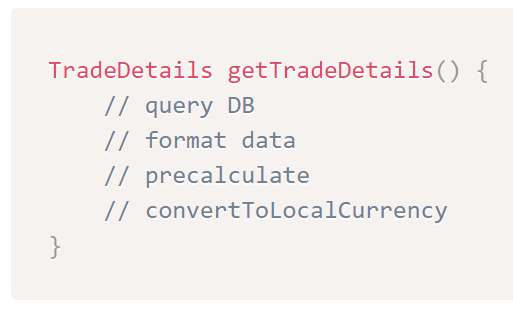 TradeDetails getTradeDetails() {
    // query DB
    // format data
    // precalculate
    // convertToLocalCurrency
}